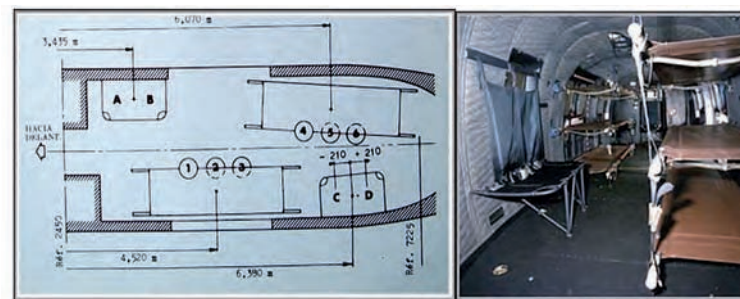 6,070 m
3,435 m
A B
HACIA
DELANT.
4 5 6
- 210 + 210
1 2 3
C D
Réf. 2450
Réf. 7225
4,520 m
6,380 m